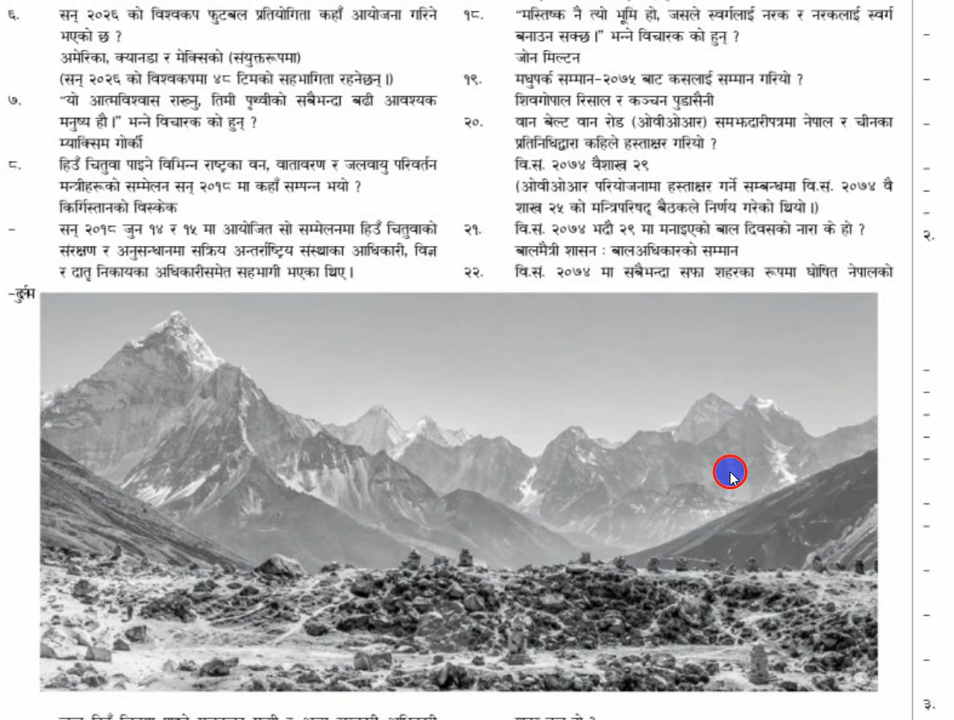 ६. सन् २०२६ को विश्वकप फुटबल प्रतियोगिता कहाँ आयोजना गरिने
भएको छ ?
अमेरिका, क्यानडा र मेक्सिको (संयुक्तरूपमा)
(सन् २०२६ को विश्वकपमा ४८ टिमको सहभागिता रहनेछन् ।)
७. “यो आत्मविश्वास राख्नु, तिमी पृथ्वीको सबैभन्दा बढी आवश्यक
मनुष्य हौ ।” भन्ने विचारक को हुन् ?
म्याक्सिम गोर्की
८. हिउँ चितुवा पाइने विभिन्न राष्ट्रका वन, वातावरण र जलवायु परिवर्तन
मन्त्रीहरूको सम्मेलन सन् २०१८ मा कहाँ सम्पन्न भयो ?
किर्गिस्तानको विस्केक
– सन् २०१८ जुन १४ र १५ मा आयोजित सो सम्मेलनमा हिउँ चितुवाको
संरक्षण र अनुसन्धानमा सक्रिय अन्तर्राष्ट्रिय संस्थाका आधिकारी, विज्ञ
र दातृ निकायका अधिकारीसमेत सहभागी भएका थिए ।
१८. “मस्तिष्क नै त्यो भूमि हो, जसले स्वर्गलाई नरक र नरकलाई स्वर्ग
बनाउन सक्छ ।” भन्ने विचारक को हुन् ?
जोन मिल्टन
१९. मधुपर्क सम्मान–२०७५ बाट कसलाई सम्मान गरियो ?
शिवगोपाल रिसाल र कञ्चन पुडासैनी
२०. वान बेल्ट वान रोड (ओवीओआर) समझदारीपत्रमा नेपाल र चीनका
प्रतिनिधिद्वारा कहिले हस्ताक्षर गरियो ?
वि.सं. २०७४ वैशाख २९
(ओवीओआर परियोजनामा हस्ताक्षर गर्ने सम्बन्धमा वि.सं. २०७४ वै
शाख २५ को मन्त्रिपरिषद् बैठकले निर्णय गरेको थियो ।)
२१. वि.सं. २०७४ भदौ २९ मा मनाइएको बाल दिवसको नारा के हो ?
बालमैत्री शासन : बालअधिकारको सम्मान
२२. वि.सं. २०७४ मा सबैभन्दा सफा शहरका रूपमा घोषित नेपालको
२.
३.